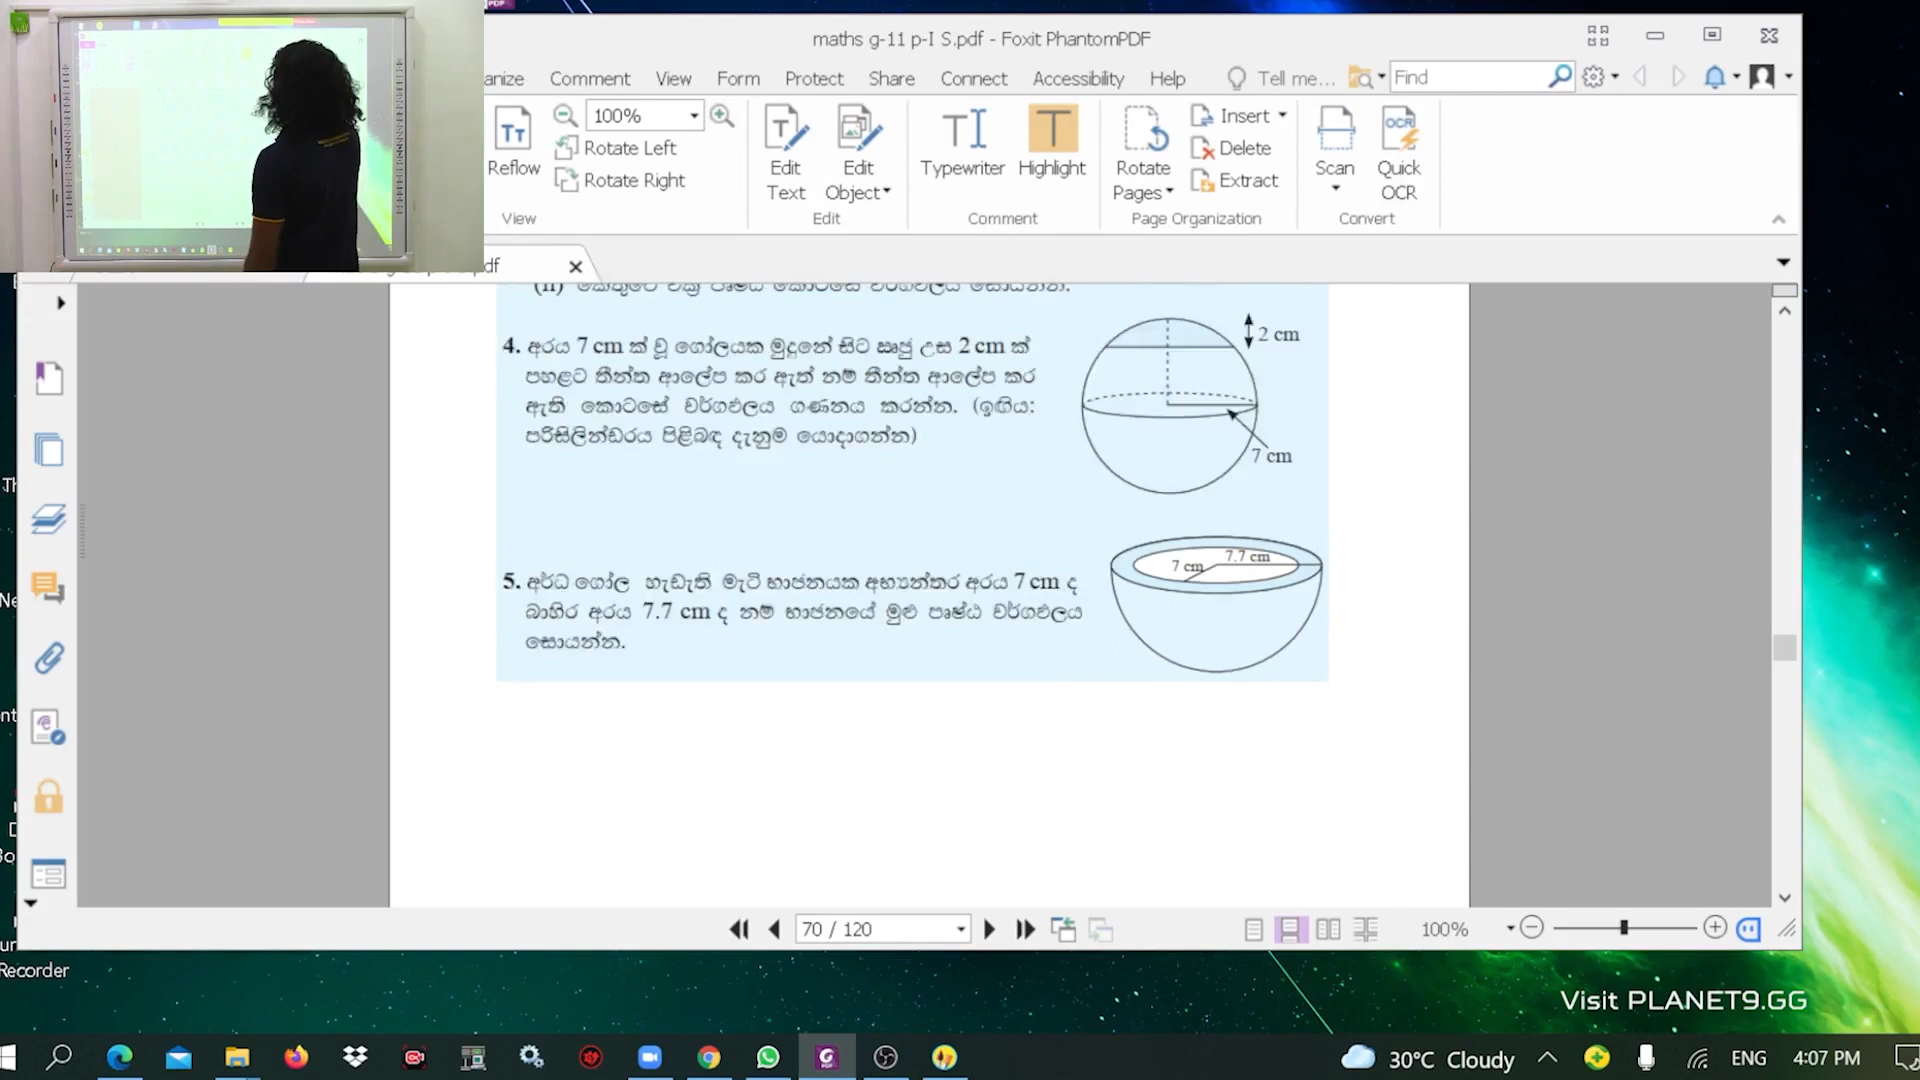 maths g-11 p-I S.pdf - Foxit PhantomPDF
Comment View Form Protect Share Connect Accessibility Help Tell me... Find
Reflow
100%
Rotate Left
Rotate Right
View
Edit Text
Edit Object
Edit
Typewriter
Highlight
Comment
Rotate Pages
Insert
Delete
Extract
Page Organization
Scan
Quick OCR
Convert
4. අරය 7 cm ක් වූ ගෝලයක මුදුනේ සිට සෘජු උස 2 cm ක්
පහළට තීන්ත ආලේප කර ඇත් නම් තීන්ත ආලේප කර
ඇති කොටසේ වර්ගඵලය ගණනය කරන්න. (ඉඟිය:
පරිසිලින්ඩරය පිළිබඳ දැනුම යොදාගන්න)
2 cm
7 cm
5. අර්ධ ගෝල හැඩැති මැටි භාජනයක අභ්‍යන්තර අරය 7 cm ද
බාහිර අරය 7.7 cm ද නම් භාජනයේ මුළු පෘෂ්ඨ වර්ගඵලය
සොයන්න.
7.7 cm
7 cm
70 / 120
100%
Recorder
Visit PLANET9.GG
30°C Cloudy
ENG
4:07 PM